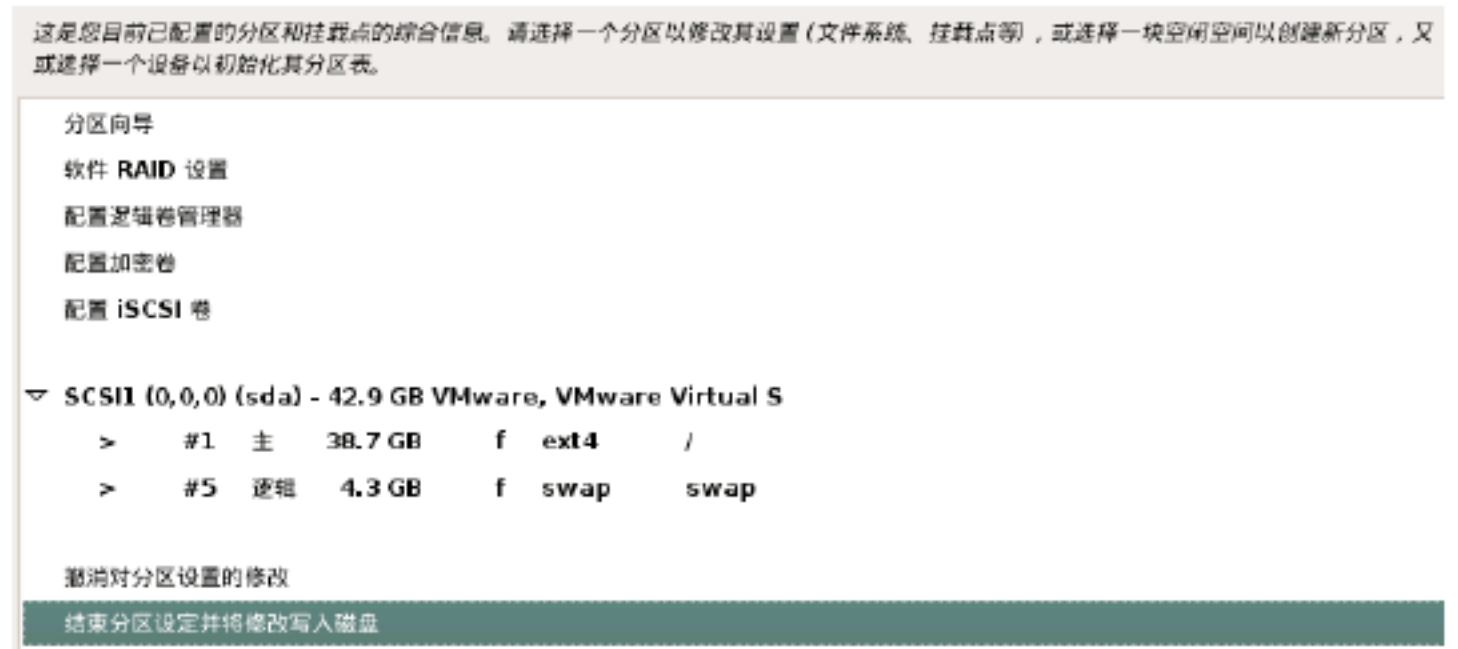 这是您目前已配置的分区和挂载点的综合信息。请选择一个分区以修改其设置(文件系统、挂载点等)，或选择一块空闲空间以创建新分区，又
或选择一个设备以初始化其分区表。
分区向导
软件 RAID 设置
配置逻辑卷管理器
配置加密卷
配置 iSCSI 卷
SCSI1 (0,0,0) (sda) - 42.9 GB VMware, VMware Virtual S
> #1 主 38.7 GB f ext4 /
> #5 逻辑 4.3 GB f swap swap
撤消对分区设置的修改
结束分区设定并将修改写入磁盘